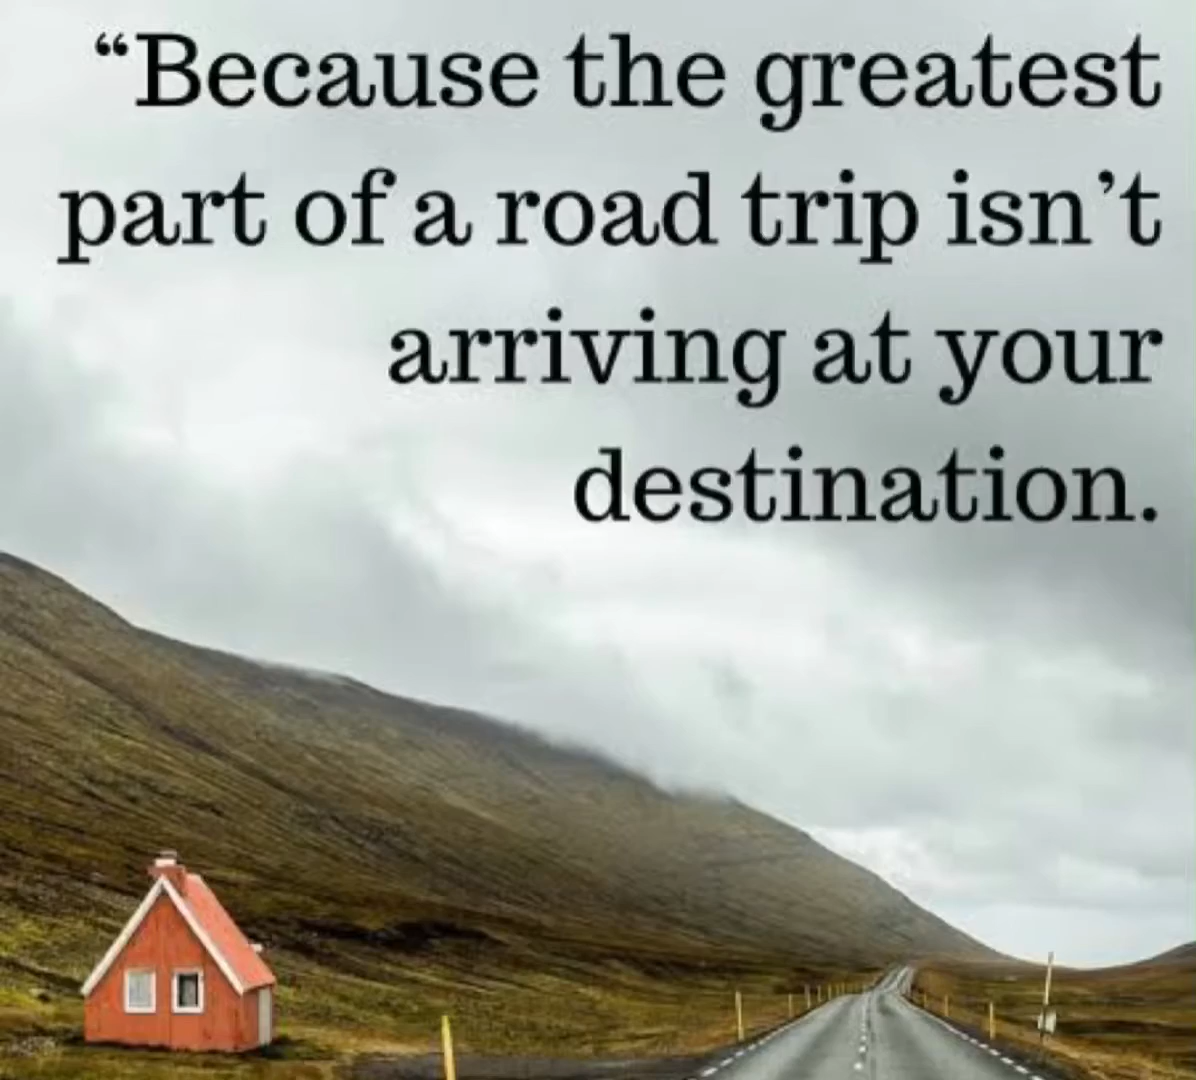 “Because the greatest
part of a road trip isn’t
arriving at your
destination.